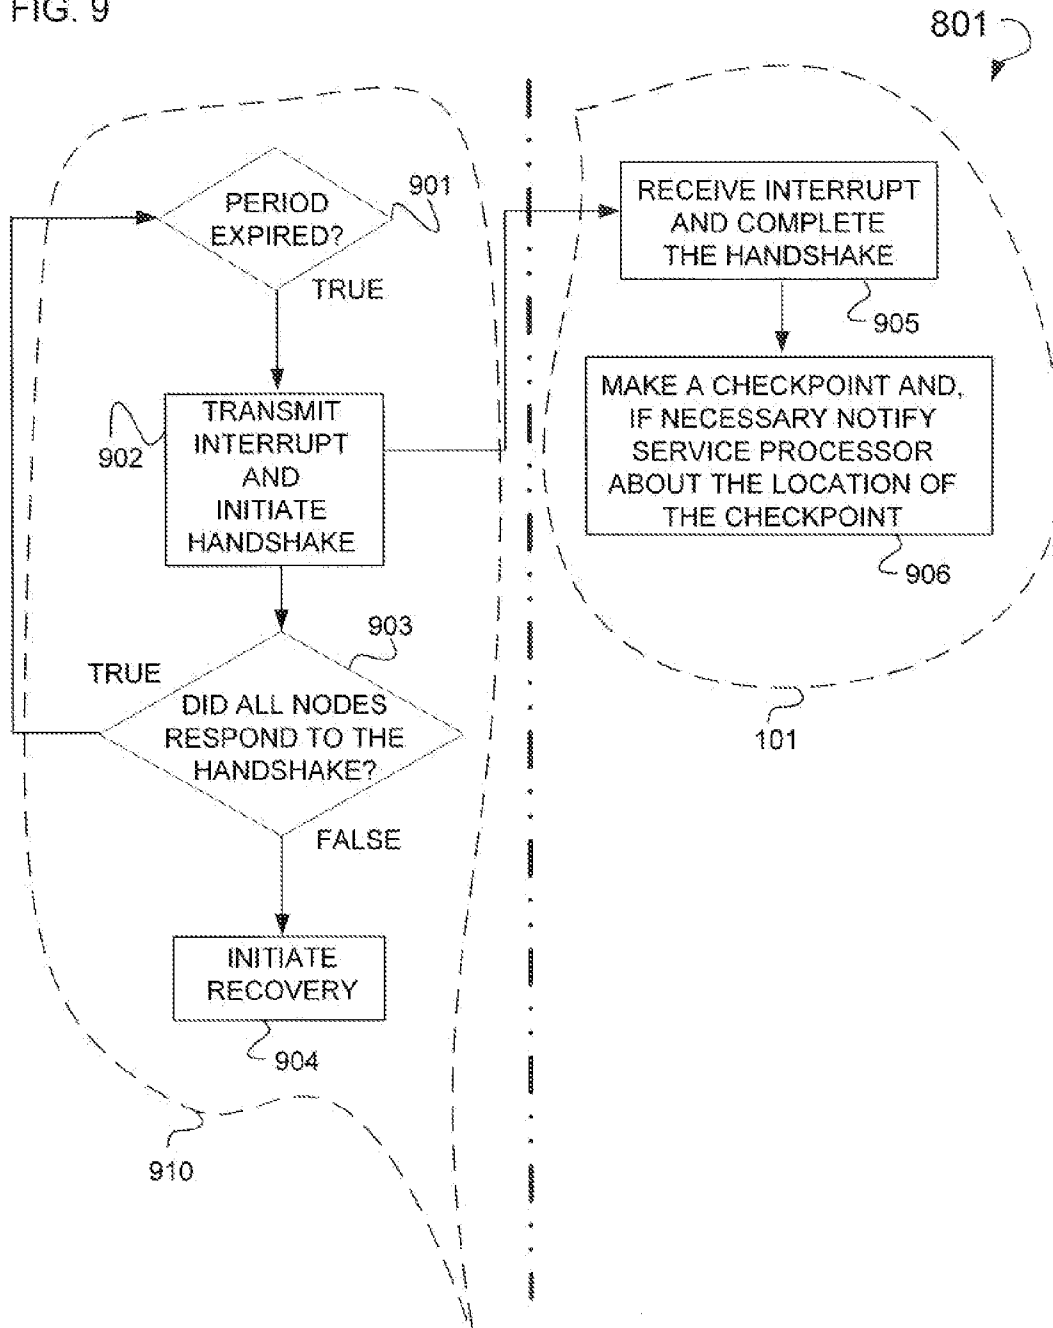 FIG. 9
801
PERIOD
EXPIRED?
901
TRUE
TRANSMIT
INTERRUPT
AND
INITIATE
HANDSHAKE
902
903
TRUE
DID ALL NODES
RESPOND TO THE
HANDSHAKE?
FALSE
INITIATE
RECOVERY
904
910
RECEIVE INTERRUPT
AND COMPLETE
THE HANDSHAKE
905
MAKE A CHECKPOINT AND,
IF NECESSARY NOTIFY
SERVICE PROCESSOR
ABOUT THE LOCATION OF
THE CHECKPOINT
906
101